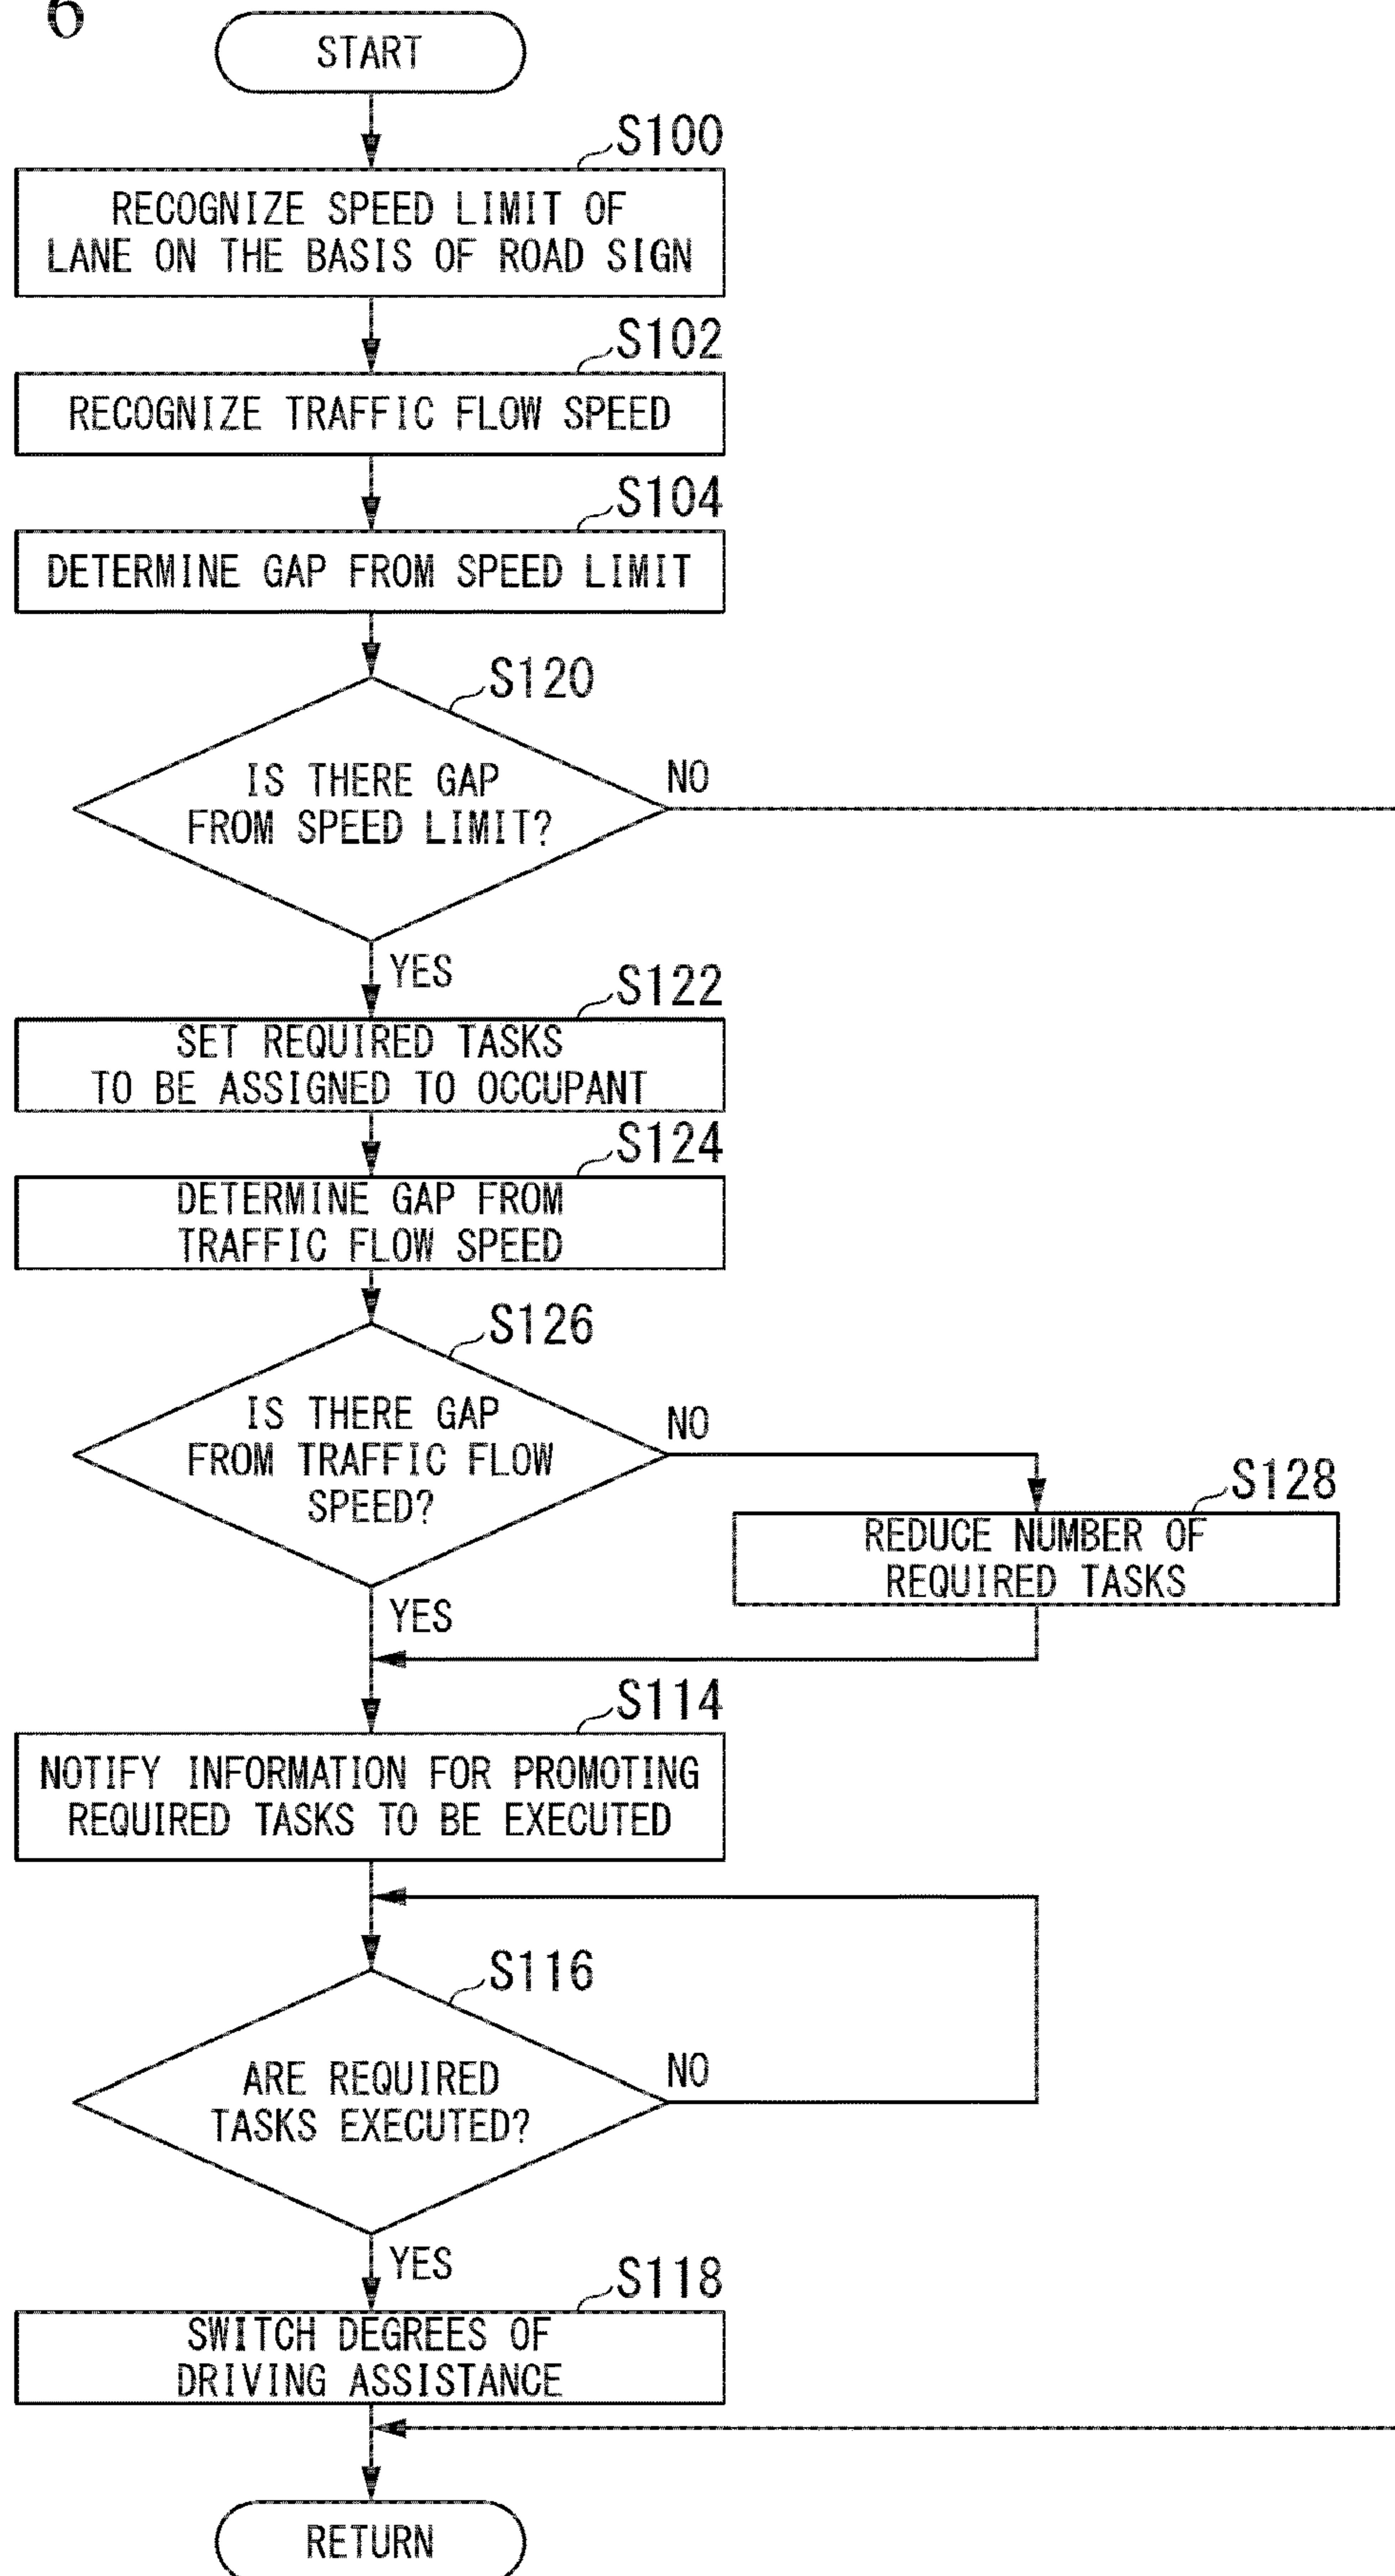 6
START
S100
RECOGNIZE SPEED LIMIT OF
LANE ON THE BASIS OF ROAD SIGN
S102
RECOGNIZE TRAFFIC FLOW SPEED
S104
DETERMINE GAP FROM SPEED LIMIT
S120
IS THERE GAP
FROM SPEED LIMIT?
NO
YES
S122
SET REQUIRED TASKS
TO BE ASSIGNED TO OCCUPANT
S124
DETERMINE GAP FROM
TRAFFIC FLOW SPEED
S126
IS THERE GAP
FROM TRAFFIC FLOW
SPEED?
NO
S128
REDUCE NUMBER OF
REQUIRED TASKS
YES
S114
NOTIFY INFORMATION FOR PROMOTING
REQUIRED TASKS TO BE EXECUTED
S116
ARE REQUIRED
TASKS EXECUTED?
NO
YES
S118
SWITCH DEGREES OF
DRIVING ASSISTANCE
RETURN